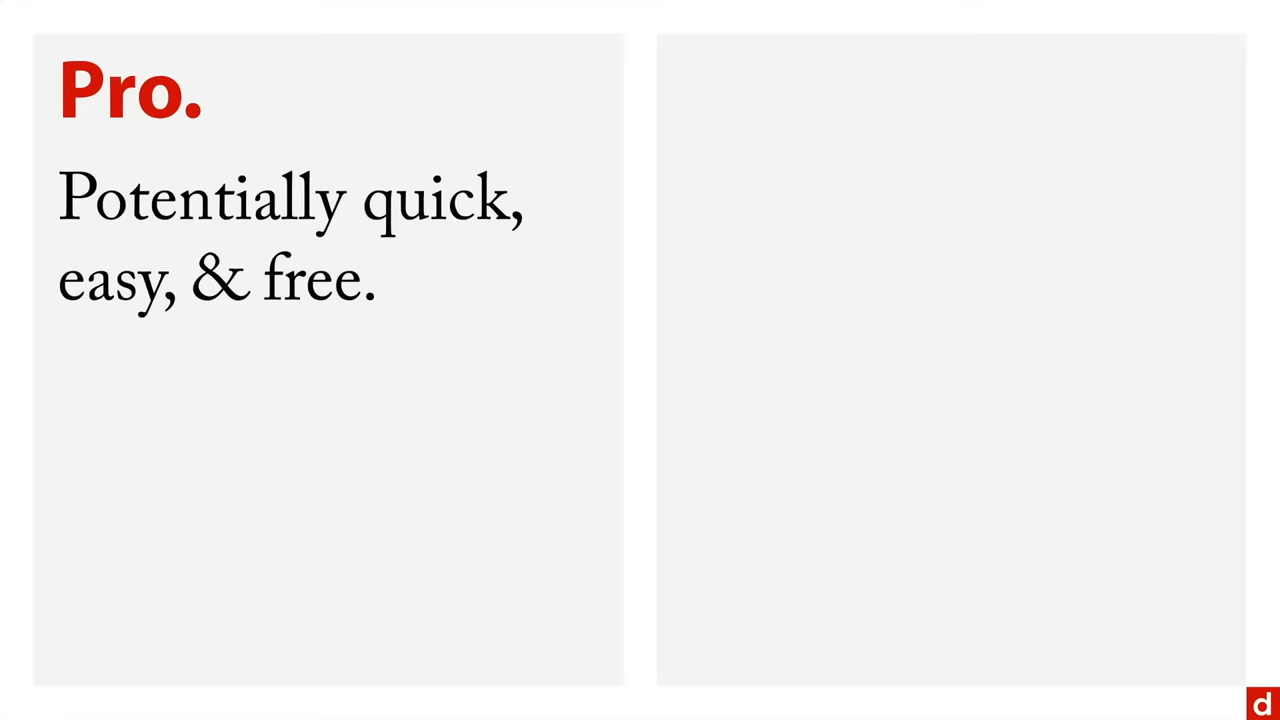 Pro.
Potentially quick,
easy, & free.
d